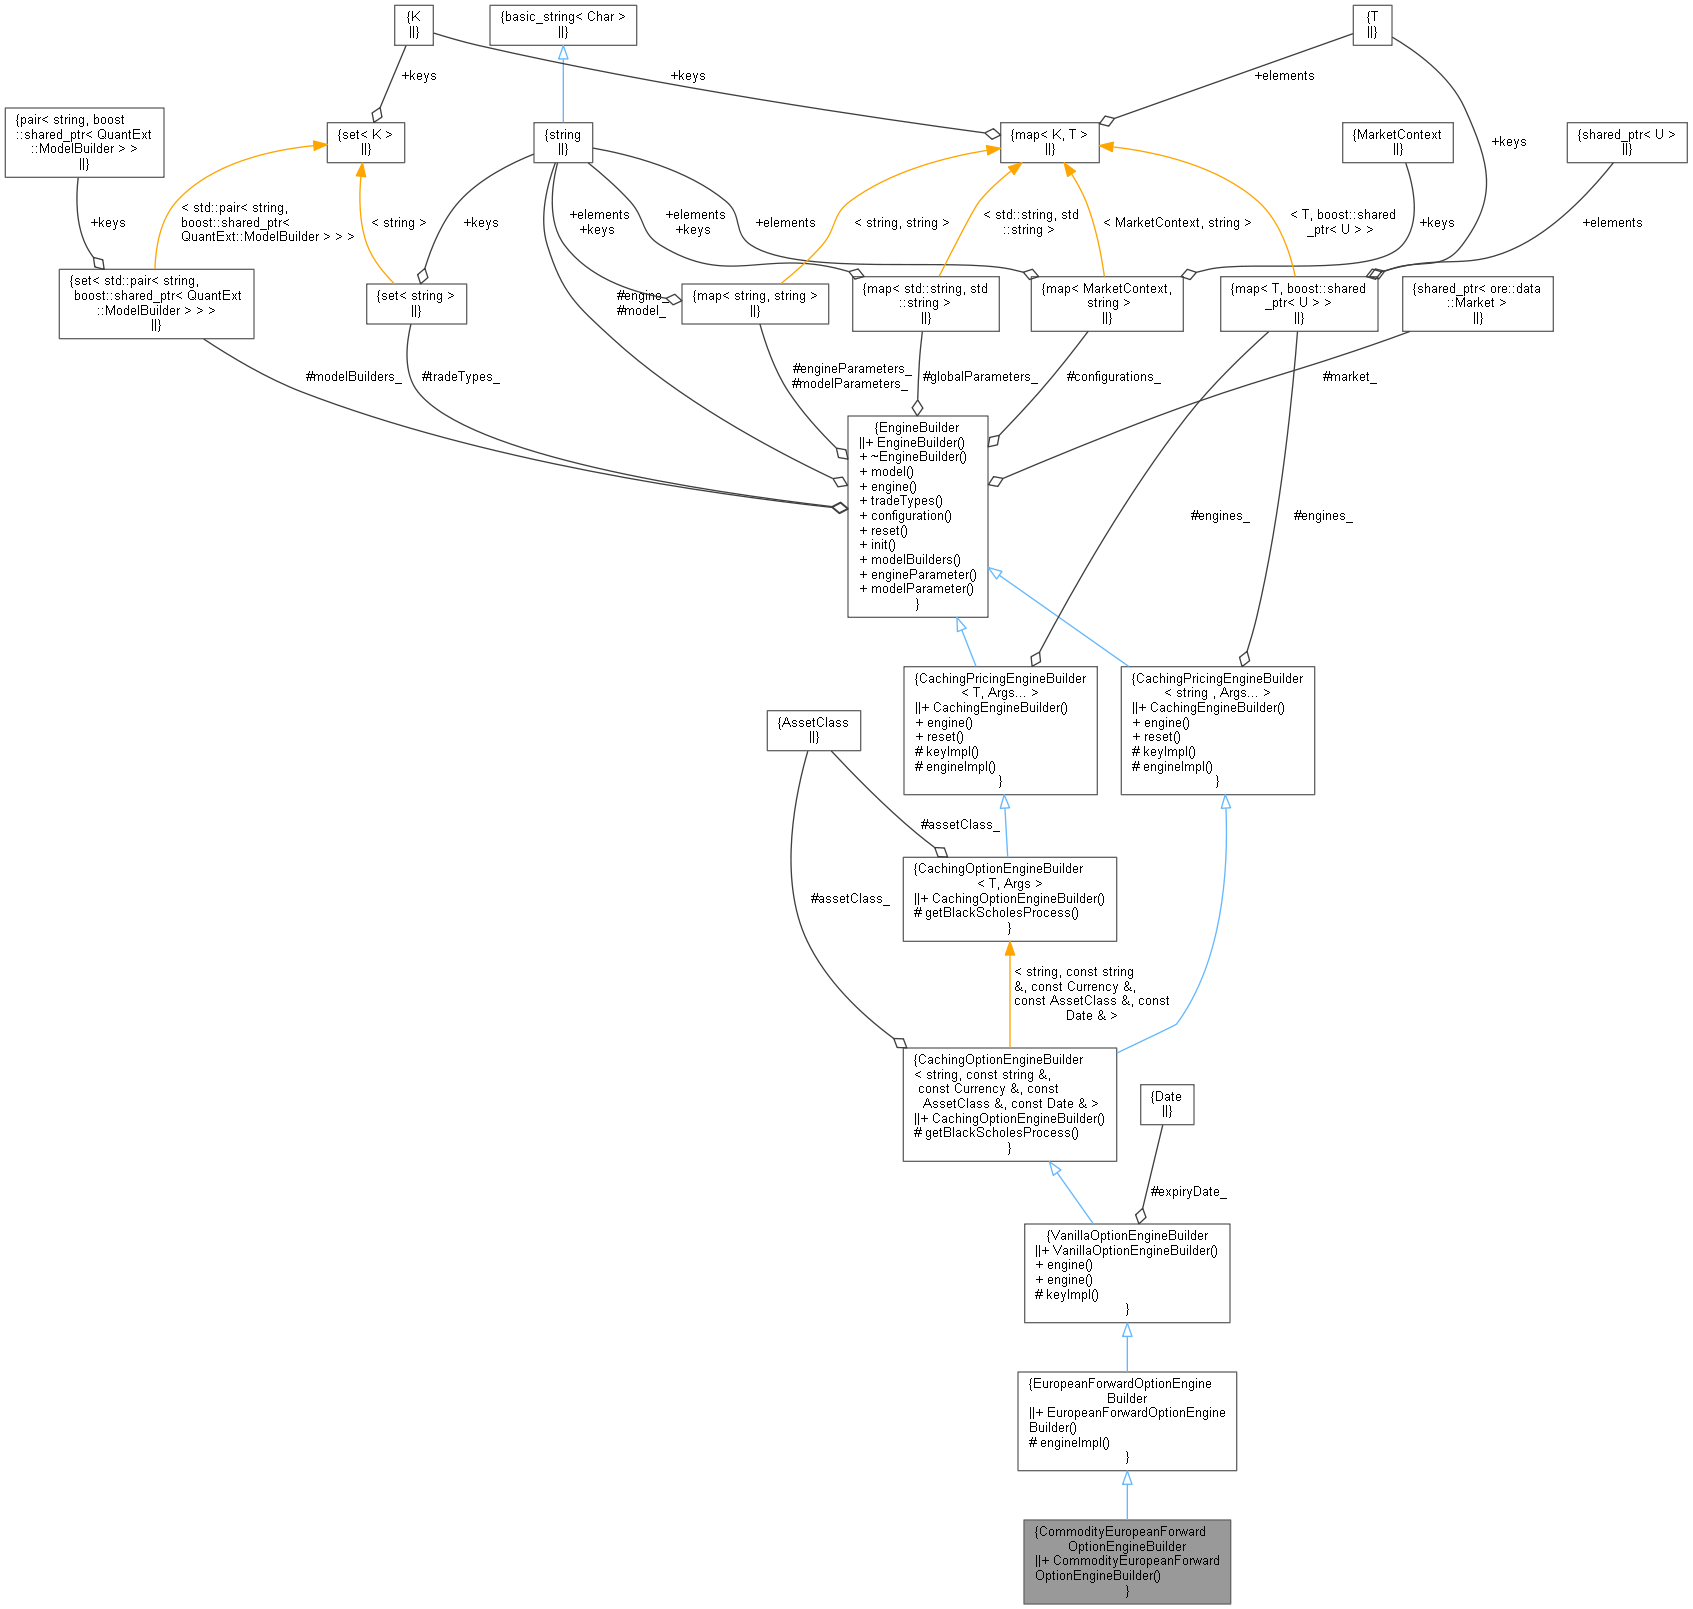 {K
||}
{basic_string< Char >
||}
{T
||}
+keys
+keys
+elements
{pair< string, boost
::shared_ptr< QuantExt
::ModelBuilder > >
||}
{set< K >
||}
{string
||}
{map< K, T >
||}
{MarketContext
||}
{shared_ptr< U >
||}
+keys
+keys
< std::pair< string,
boost::shared_ptr<
QuantExt::ModelBuilder > > >
< string >
+keys
+elements
+keys
+elements
+keys
+elements
< string, string >
< std::string, std
::string >
< MarketContext, string >
< T, boost::shared
_ptr< U > >
+keys
+elements
{set< std::pair< string,
boost::shared_ptr< QuantExt
::ModelBuilder > > >
||}
{set< string >
||}
#engine_
#model_
{map< string, string >
||}
{map< std::string, std
::string >
||}
{map< MarketContext,
string >
||}
{map< T, boost::shared
_ptr< U > >
||}
{shared_ptr< ore::data
::Market >
||}
#modelBuilders_
#tradeTypes_
#engineParameters_
#modelParameters_
#globalParameters_
#configurations_
#market_
{EngineBuilder
||+ EngineBuilder()
+ ~EngineBuilder()
+ model()
+ engine()
+ tradeTypes()
+ configuration()
+ reset()
+ init()
+ modelBuilders()
+ engineParameter()
+ modelParameter()
}
#engines_
#engines_
{CachingPricingEngineBuilder
< T, Args... >
||+ CachingEngineBuilder()
+ engine()
+ reset()
# keyImpl()
# engineImpl()
}
{CachingPricingEngineBuilder
< string , Args... >
||+ CachingEngineBuilder()
+ engine()
+ reset()
# keyImpl()
# engineImpl()
}
{AssetClass
||}
#assetClass_
#assetClass_
{CachingOptionEngineBuilder
< T, Args >
||+ CachingOptionEngineBuilder()
# getBlackScholesProcess()
}
< string, const string
&, const Currency &,
const AssetClass &, const
Date & >
{CachingOptionEngineBuilder
< string, const string &,
const Currency &, const
AssetClass &, const Date & >
||+ CachingOptionEngineBuilder()
# getBlackScholesProcess()
}
{Date
||}
#expiryDate_
{VanillaOptionEngineBuilder
||+ VanillaOptionEngineBuilder()
+ engine()
+ engine()
# keyImpl()
}
{EuropeanForwardOptionEngine
Builder
||+ EuropeanForwardOptionEngine
Builder()
# engineImpl()
}
{CommodityEuropeanForward
OptionEngineBuilder
||+ CommodityEuropeanForward
OptionEngineBuilder()
}